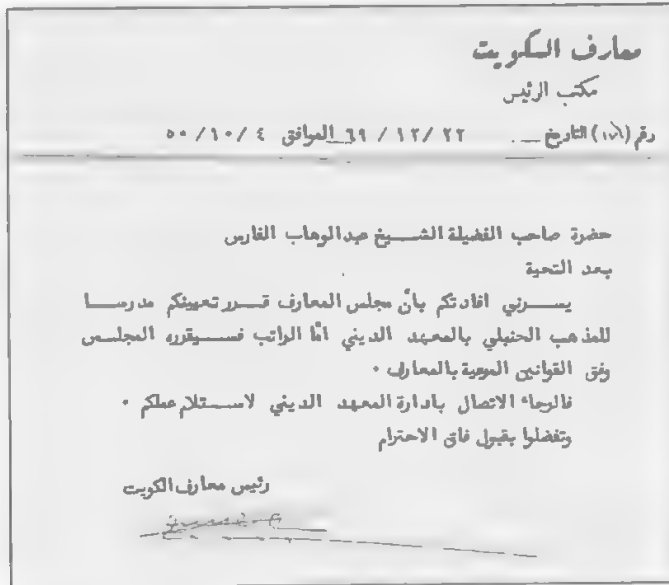 معارف الكويت
مكتب الرئيس
رقم ( ) التاريخ ٢٢ / ١٢ / ٦٩ الموافق ٤ / ١٠ / ٥٠
حضرة صاحب الفضيلة الشيخ عبدالوهاب الفارس
بعد التحية
يسرني افادتكم بأن مجلس المعارف قرر تعيينكم مدرسا
للمذهب الحنبلي بالمعهد الديني أما الراتب فسيقرره المجلس
وفق القوانين المرعية بالمعارف ٠
فالرجاء الاتصال بادارة المعهد الديني لاستلام عملكم ٠
وتفضلوا بقبول فائق الاحترام
رئيس معارف الكويت